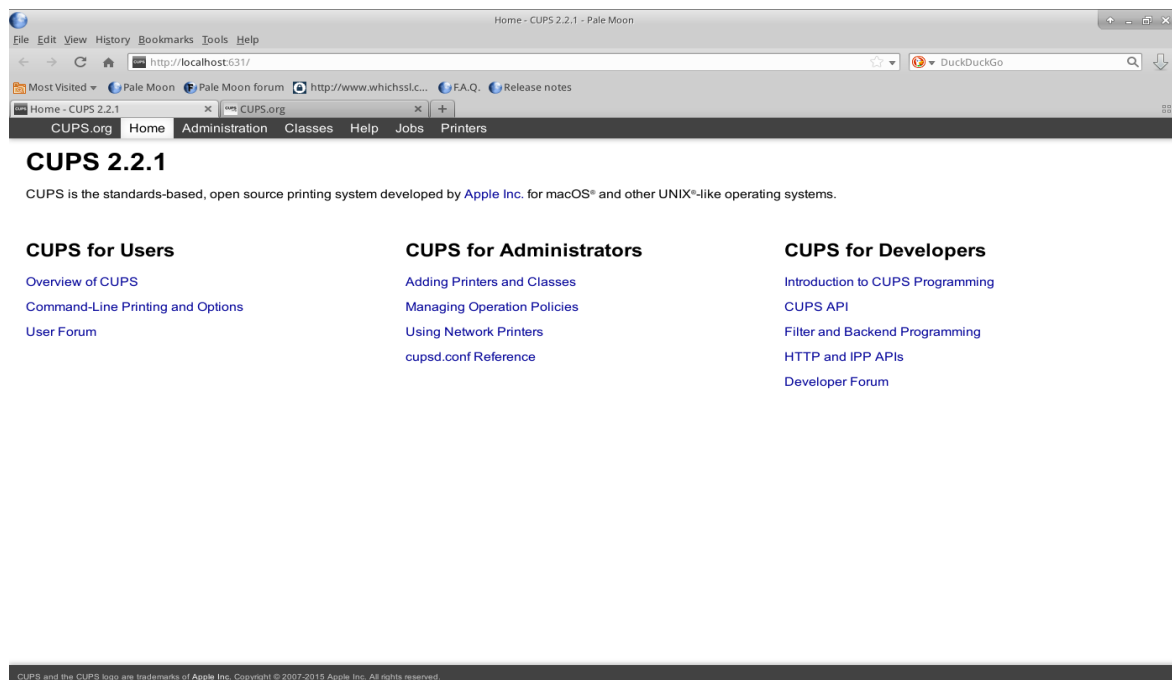 Home - CUPS 2.2.1 - Pale Moon
File Edit View History Bookmarks Tools Help
http://localhost:631/ DuckDuckGo
Most Visited Pale Moon Pale Moon forum http://www.whichssl.c... F.A.Q. Release notes
Home - CUPS 2.2.1 CUPS.org
CUPS.org Home Administration Classes Help Jobs Printers
CUPS 2.2.1
CUPS is the standards-based, open source printing system developed by Apple Inc. for macOS® and other UNIX®-like operating systems.
CUPS for Users
Overview of CUPS
Command-Line Printing and Options
User Forum
CUPS for Administrators
Adding Printers and Classes
Managing Operation Policies
Using Network Printers
cupsd.conf Reference
CUPS for Developers
Introduction to CUPS Programming
CUPS API
Filter and Backend Programming
HTTP and IPP APIs
Developer Forum
CUPS and the CUPS logo are trademarks of Apple Inc. Copyright © 2007-2015 Apple Inc. All rights reserved.